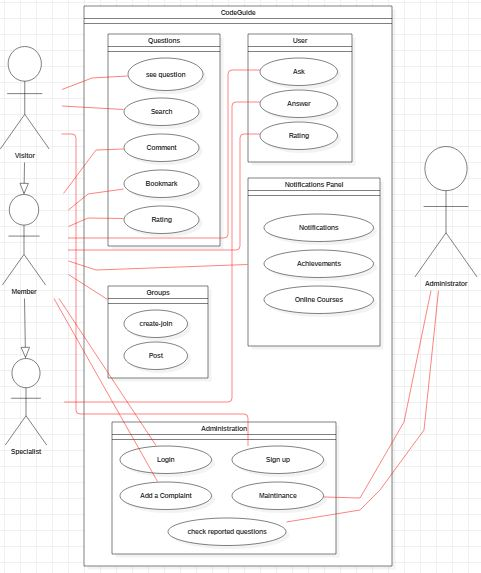 CodeGuide
Questions
see question
Search
Comment
Bookmark
Rating
User
Ask
Answer
Rating
Notifications Panel
Notifications
Achievements
Online Courses
Groups
create-join
Post
Administration
Login
Sign up
Add a Complaint
Maintinance
check reported questions
Visitor
Member
Specialist
Administrator